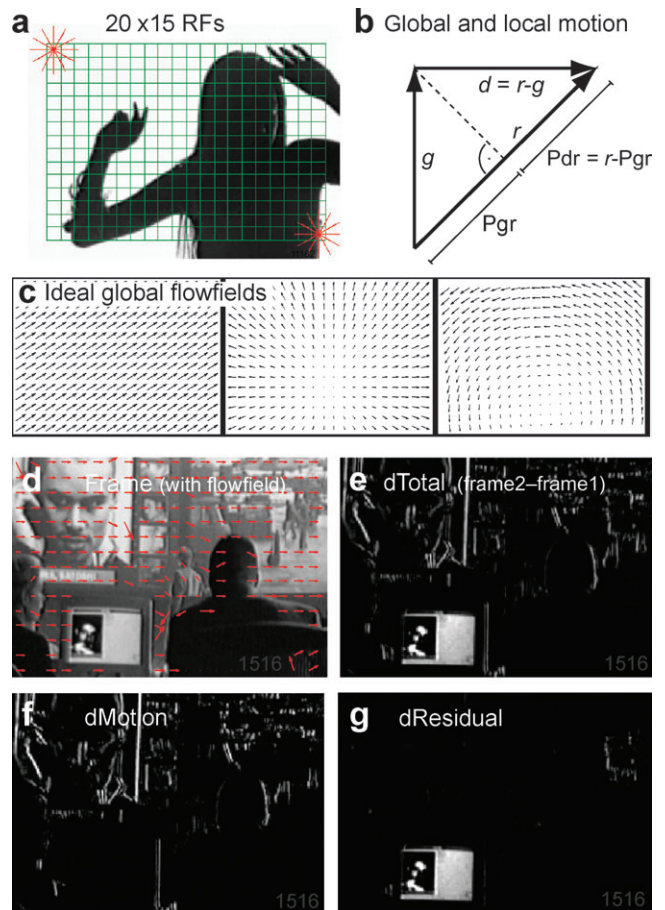 a
20 x15 RFs
b
Global and local motion
d = r-g
r
g
Pdr = r-Pgr
Pgr
c Ideal global flowfields
d
Frame (with flowfield)
1516
e dTotal (frame2–frame1)
1516
f
dMotion
1516
g
dResidual
1516